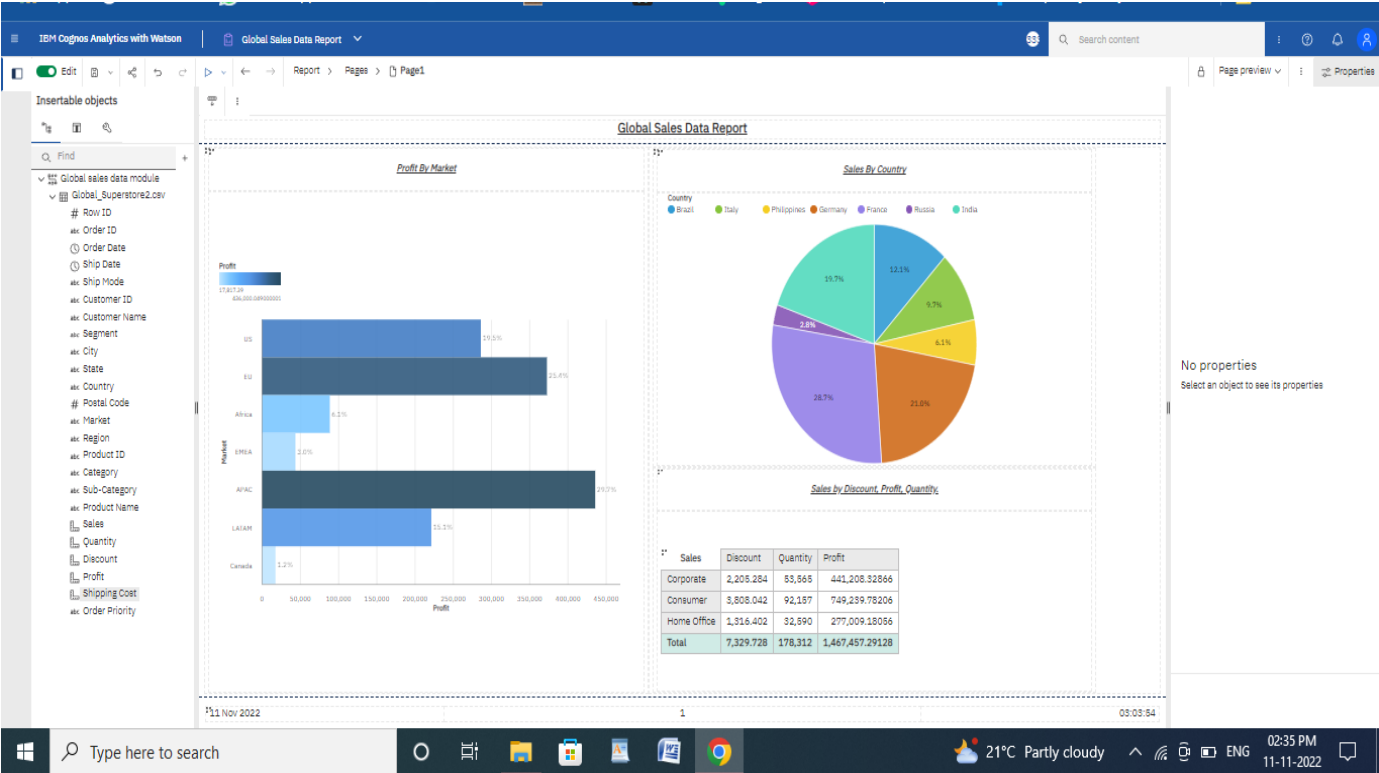 IBM Cognos Analytics with Watson
Global Sales Data Report
Search content
Edit
Report > Pages > Page1
Page preview
Properties
Insertable objects
Find
Global sales data module
Global_Superstore2.csv
Row ID
Order ID
Order Date
Ship Date
Ship Mode
Customer ID
Customer Name
Segment
City
State
Country
Postal Code
Market
Region
Product ID
Category
Sub-Category
Product Name
Sales
Quantity
Discount
Profit
Shipping Cost
Order Priority
Global Sales Data Report
Profit By Market
Profit
17,817.39
US 19.5%
EU
Africa 6.1%
EMEA 2.0%
APAC 29.7%
LATAM 15.1%
Canada 1.2%
Market
0 50,000 100,000 150,000 200,000 250,000 300,000 350,000 400,000 450,000
Profit
Sales By Country
Country
Brazil Italy Philippines Germany France Russia India
12.1%
9.7%
6.1%
21.0%
28.7%
2.8%
19.7%
Sales by Discount, Profit, Quantity.
Sales Discount Quantity Profit
Corporate 2,205.284 53,565 441,208.32866
Consumer 3,808.042 92,157 749,239.78206
Home Office 1,316.402 32,590 277,009.18056
Total 7,329.728 178,312 1,467,457.29128
11 Nov 2022 1 03:03:54
No properties
Select an object to see its properties
Type here to search
21°C Partly cloudy
ENG
02:35 PM
11-11-2022